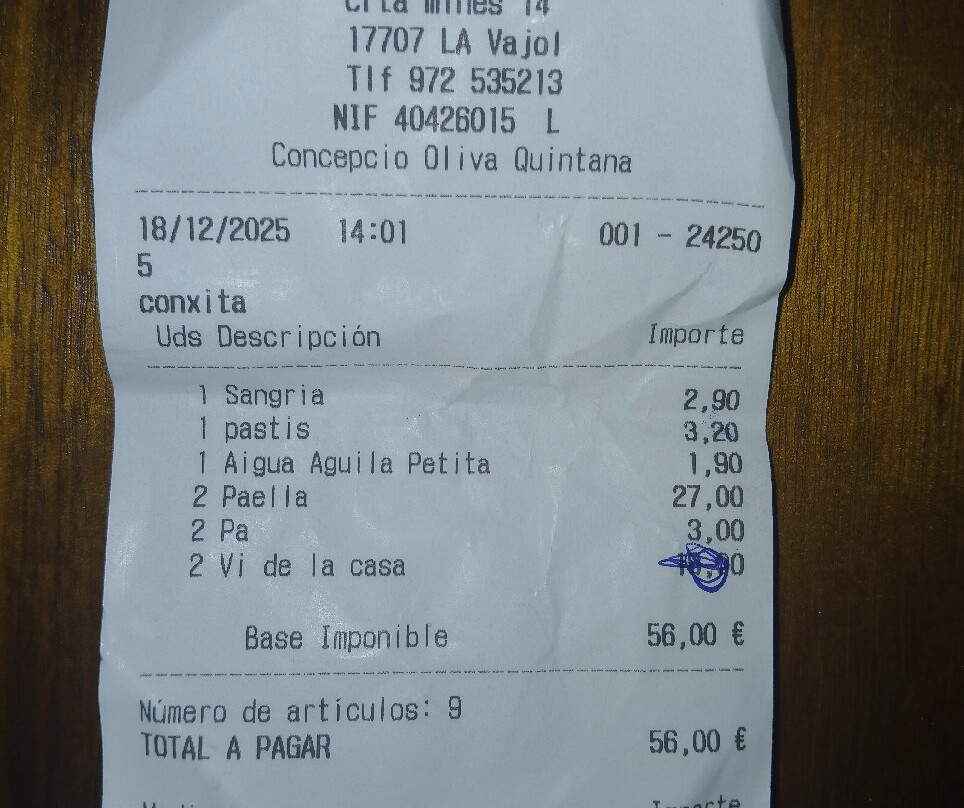 17707 LA Vajol
Tlf 972 535213
NIF 40426015 L
Concepcio Oliva Quintana
18/12/2025 14:01 001 - 24250
5
conxita
Uds Descripción Importe
1 Sangria 2,90
1 pastis 3,20
1 Aigua Aguila Petita 1,90
2 Paella 27,00
2 Pa 3,00
2 Vi de la casa
Base Imponible 56,00 €
Número de artículos: 9
TOTAL A PAGAR 56,00 €
Importe